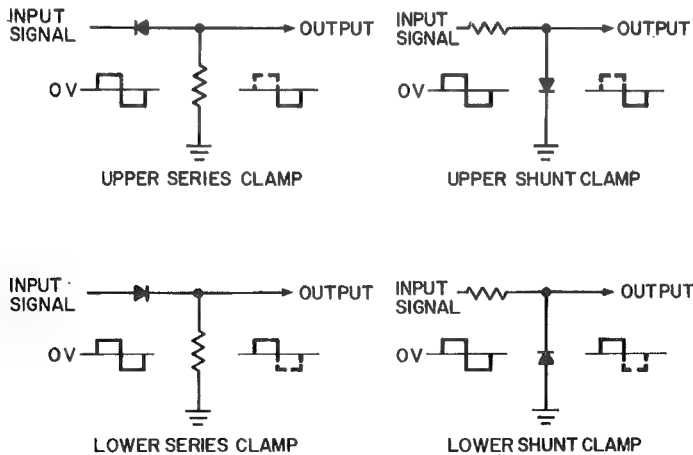 INPUT
SIGNAL
OUTPUT
0V
UPPER SERIES CLAMP
INPUT
SIGNAL
OUTPUT
0V
UPPER SHUNT CLAMP
INPUT
SIGNAL
OUTPUT
0V
LOWER SERIES CLAMP
INPUT
SIGNAL
OUTPUT
0V
LOWER SHUNT CLAMP